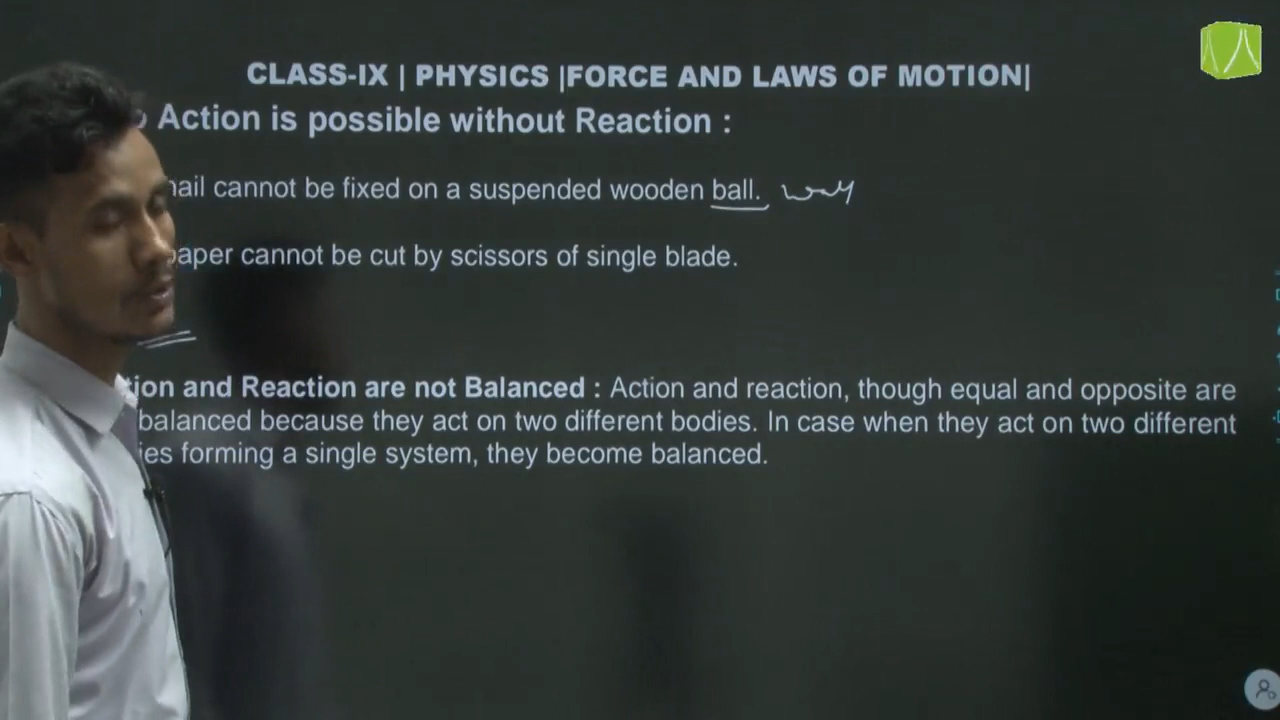 CLASS-IX | PHYSICS |FORCE AND LAWS OF MOTION|
Action is possible without Reaction :
nail cannot be fixed on a suspended wooden ball.
paper cannot be cut by scissors of single blade.
tion and Reaction are not Balanced : Action and reaction, though equal and opposite are
balanced because they act on two different bodies. In case when they act on two different
ies forming a single system, they become balanced.